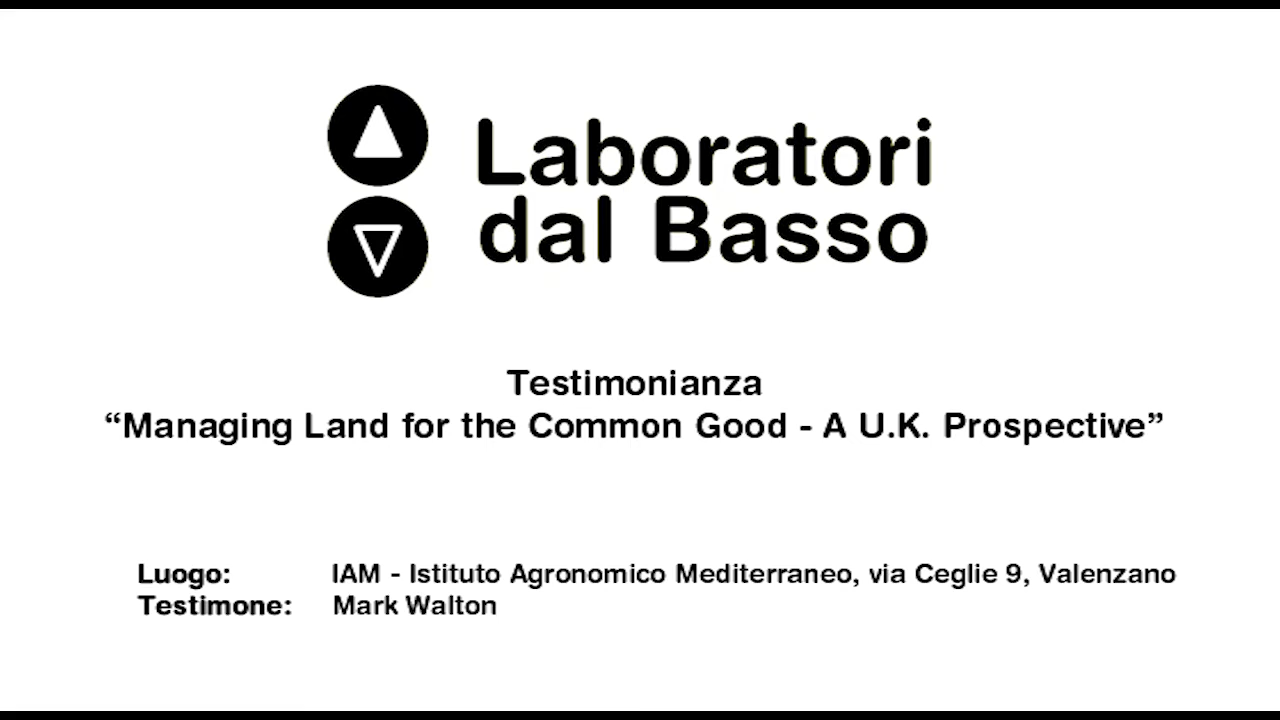 Laboratori
dal Basso
Testimonianza
“Managing Land for the Common Good - A U.K. Prospective”
Luogo: IAM - Istituto Agronomico Mediterraneo, via Ceglie 9, Valenzano
Testimone: Mark Walton